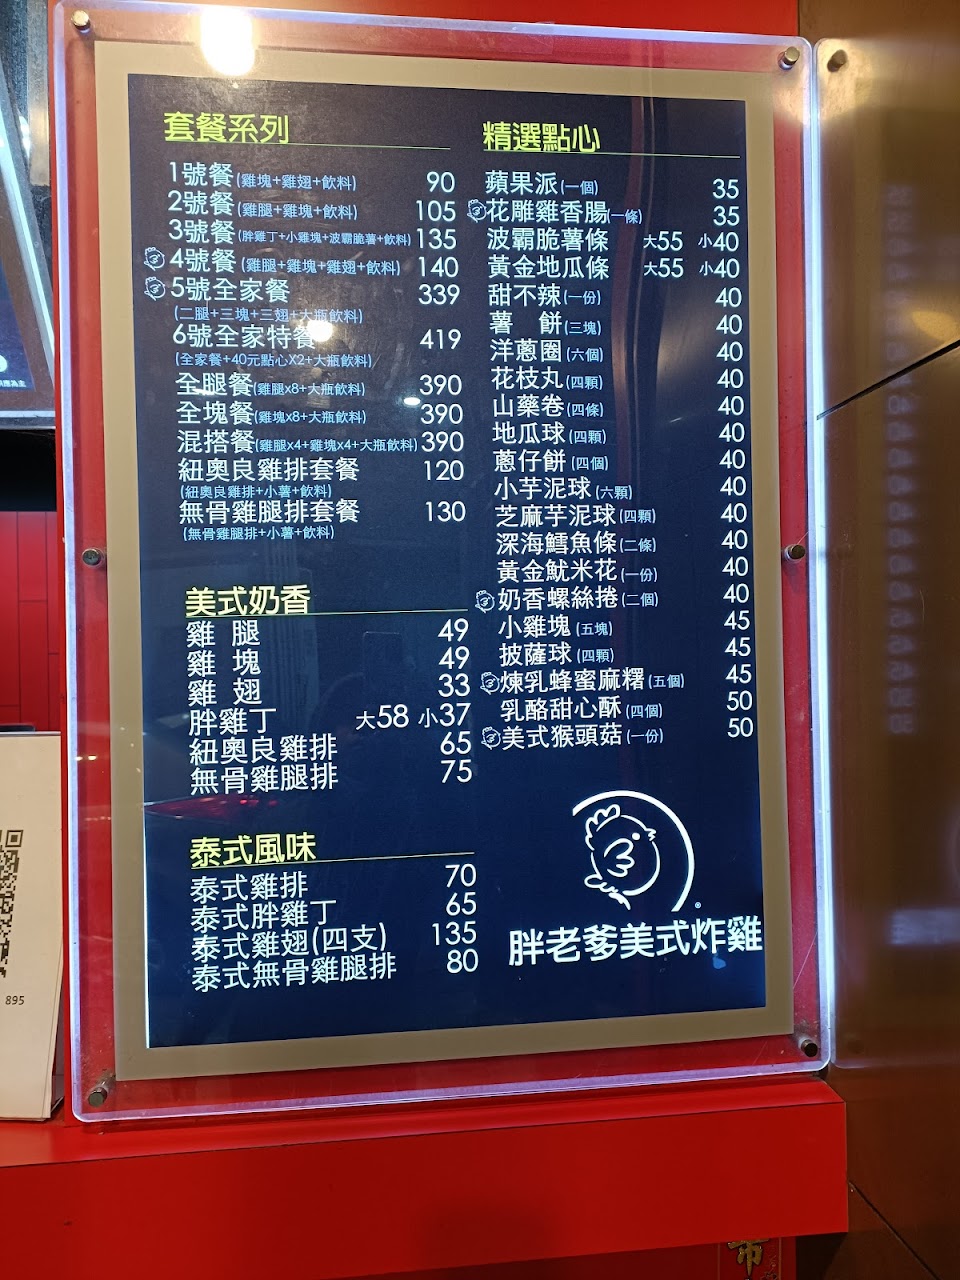 套餐系列
1號餐(雞塊+雞翅+飲料) 90
2號餐(雞腿+雞塊+飲料) 105
3號餐(胖雞丁+小雞塊+波霸脆薯+飲料) 135
4號餐(雞腿+雞塊+雞翅+飲料) 140
5號全家餐 339
(二腿+三塊+三翅+大瓶飲料)
6號全家特餐 419
(全家餐+40元點心X2+大瓶飲料)
全腿餐(雞腿x8+大瓶飲料) 390
全塊餐(雞塊x8+大瓶飲料) 390
混搭餐(雞腿x4+雞塊x4+大瓶飲料) 390
紐奧良雞排套餐 120
(紐奧良雞排+小薯+飲料)
無骨雞腿排套餐 130
(無骨雞腿排+小薯+飲料)
美式奶香
雞 腿 49
雞 塊 49
雞 翅 33
胖雞丁 大58 小37
紐奧良雞排 65
無骨雞腿排 75
泰式風味
泰式雞排 70
泰式胖雞丁 65
泰式雞翅(四支) 135
泰式無骨雞腿排 80
精選點心
蘋果派(一個) 35
花雕雞香腸(一條) 35
波霸脆薯條 大55 小40
黃金地瓜條 大55 小40
甜不辣(一份) 40
薯 餅(三塊) 40
洋蔥圈(六個) 40
花枝丸(四顆) 40
山藥卷(四條) 40
地瓜球(四顆) 40
蔥仔餅(四個) 40
小芋泥球(六顆) 40
芝麻芋泥球(四顆) 40
深海鱈魚條(二條) 40
黃金魷米花(一份) 40
奶香螺絲捲(二個) 40
小雞塊(五塊) 45
披薩球(四顆) 45
煉乳蜂蜜麻糬(五個) 45
乳酪甜心酥(四個) 50
美式猴頭菇(一份) 50
胖老爹美式炸雞
895